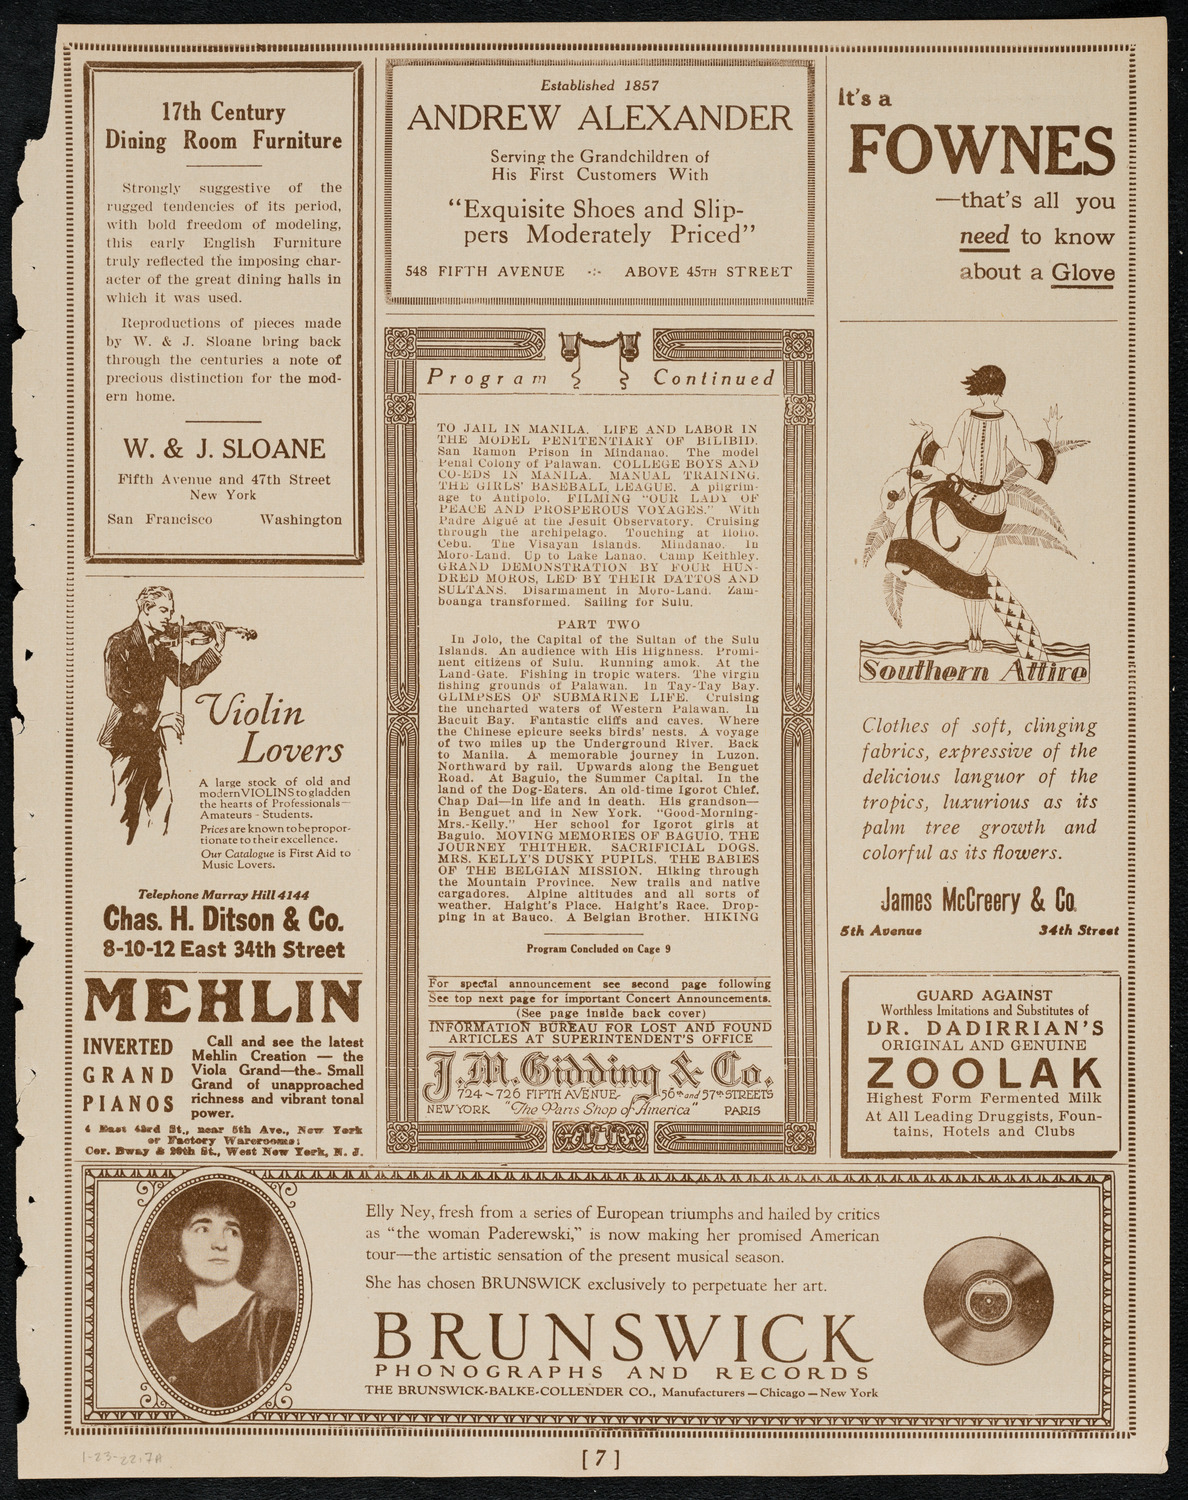 17th Century
Dining Room Furniture
Strongly suggestive of the
rugged tendencies of its period,
with bold freedom of modeling,
this early English Furniture
truly reflected the imposing char-
acter of the great dining halls in
which it was used.
Reproductions of pieces made
by W. & J. Sloane bring back
through the centuries a note of
precious distinction for the mod-
ern home.
W. & J. SLOANE
Fifth Avenue and 47th Street
New York
San Francisco Washington
Violin
Lovers
A large stock of old and
modern VIOLINS to gladden
the hearts of Professionals—
Amateurs - Students.
Prices are known to be propor-
tionate to their excellence.
Our Catalogue is First Aid to
Music Lovers.
Telephone Murray Hill 4144
Chas. H. Ditson & Co.
8-10-12 East 34th Street
MEHLIN
INVERTED
GRAND
PIANOS
Call and see the latest
Mehlin Creation — the
Viola Grand—the Small
Grand of unapproached
richness and vibrant tonal
power.
4 East 43rd St., near 5th Ave., New York
or Factory Warerooms:
Cor. Bway & 20th St., West New York, N. J.
Established 1857
ANDREW ALEXANDER
Serving the Grandchildren of
His First Customers With
“Exquisite Shoes and Slip-
pers Moderately Priced”
548 FIFTH AVENUE -:- ABOVE 45TH STREET
Program Continued
TO JAIL IN MANILA. LIFE AND LABOR IN
THE MODEL PENITENTIARY OF BILIBID.
San Ramon Prison in Mindanao. The model
Penal Colony of Palawan. COLLEGE BOYS AND
CO-EDS IN MANILA. MANUAL TRAINING.
THE GIRLS' BASEBALL LEAGUE. A pilgrim-
age to Antipolo. FILMING “OUR LADY OF
PEACE AND PROSPEROUS VOYAGES.” With
Padre Algué at the Jesuit Observatory. Cruising
through the archipelago. Touching at Iloilo.
Cebu. The Visayan Islands. Mindanao. In
Moro-Land. Up to Lake Lanao. Camp Keithley.
GRAND DEMONSTRATION BY FOUR HUN-
DRED MOROS, LED BY THEIR DATTOS AND
SULTANS. Disarmament in Moro-Land. Zam-
boanga transformed. Sailing for Sulu.
PART TWO
In Jolo, the Capital of the Sultan of the Sulu
Islands. An audience with His Highness. Promi-
nent citizens of Sulu. Running amok. At the
Land-Gate. Fishing in tropic waters. The virgin
fishing grounds of Palawan. In Tay-Tay Bay.
GLIMPSES OF SUBMARINE LIFE. Cruising
the uncharted waters of Western Palawan. In
Bacuit Bay. Fantastic cliffs and caves. Where
the Chinese epicure seeks birds' nests. A voyage
of two miles up the Underground River. Back
to Manila. A memorable journey in Luzon.
Northward by rail. Upwards along the Benguet
Road. At Baguio, the Summer Capital. In the
land of the Dog-Eaters. An old-time Igorot Chief.
Chap Dai—in life and in death. His grandson—
in Benguet and in New York. “Good-Morning-
Mrs.-Kelly.” Her school for Igorot girls at
Baguio. MOVING MEMORIES OF BAGUIO, THE
JOURNEY THITHER. SACRIFICIAL DOGS.
MRS. KELLY'S DUSKY PUPILS. THE BABIES
OF THE BELGIAN MISSION. Hiking through
the Mountain Province. New trails and native
cargadores. Alpine altitudes and all sorts of
weather. Haight's Place. Haight's Race. Drop-
ping in at Bauco. A Belgian Brother. HIKING
Program Concluded on Cage 9
For special announcement see second page following
See top next page for important Concert Announcements.
(See page inside back cover)
INFORMATION BUREAU FOR LOST AND FOUND
ARTICLES AT SUPERINTENDENT'S OFFICE
J.M. Gidding & Co.
724-726 FIFTH AVENUE- 56th and 57th STREETS
NEW YORK "The Paris Shop of America" PARIS
It's a
FOWNES
—that's all you
need to know
about a Glove
Southern Attire
Clothes of soft, clinging
fabrics, expressive of the
delicious languor of the
tropics, luxurious as its
palm tree growth and
colorful as its flowers.
James McCreery & Co.
5th Avenue 34th Street
GUARD AGAINST
Worthless Imitations and Substitutes of
DR. DADIRRIAN'S
ORIGINAL AND GENUINE
ZOOLAK
Highest Form Fermented Milk
At All Leading Druggists, Foun-
tains, Hotels and Clubs
Elly Ney, fresh from a series of European triumphs and hailed by critics
as “the woman Paderewski,” is now making her promised American
tour—the artistic sensation of the present musical season.
She has chosen BRUNSWICK exclusively to perpetuate her art.
BRUNSWICK
PHONOGRAPHS AND RECORDS
THE BRUNSWICK-BALKE-COLLENDER CO., Manufacturers—Chicago—New York
1-23-22:7A
[7]